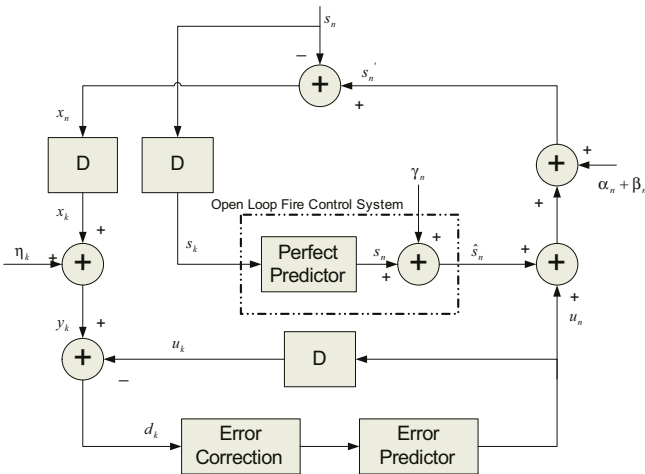 s_n
−
+
s_n'
+
x_n
D
D
+
+
α_n + β_n
+
γ_n
Open Loop Fire Control System
x_k
+
s_k
η_k
+
+
Perfect
Predictor
s_n
+
+
+
ŝ_n
+
+
+
u_n
y_k
+
+
−
u_k
D
d_k
Error
Correction
Error
Predictor